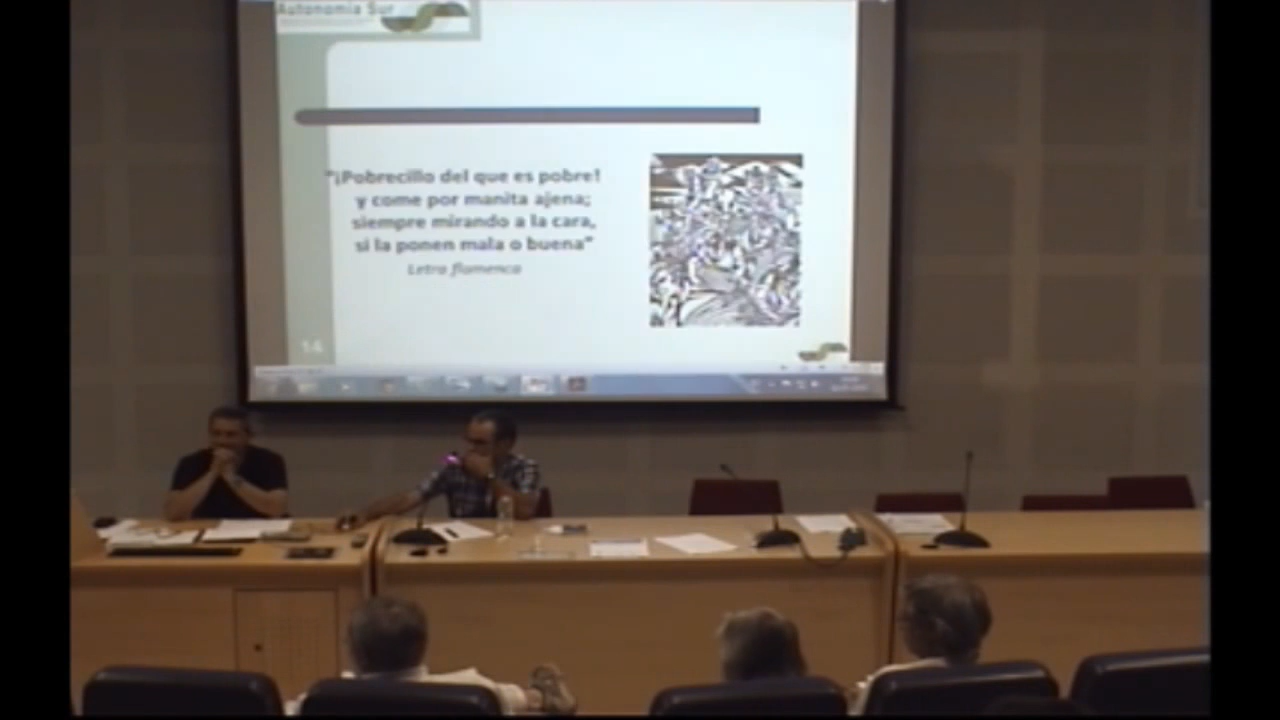 Autonomía Sur
"¡Pobrecillo del que es pobre!
y come por manita ajena;
siempre mirando a la cara,
si la ponen mala o buena"
Letra flamenca
14